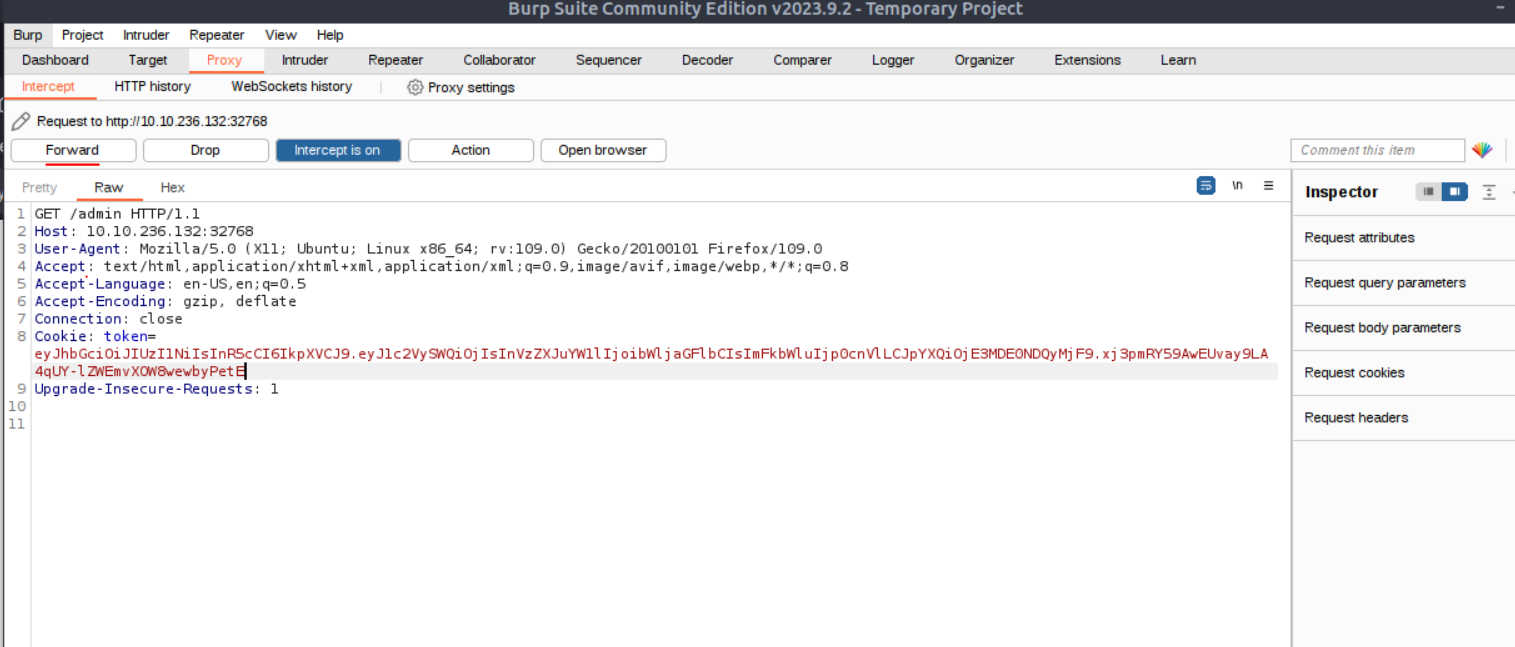 Burp Suite Community Edition v2023.9.2 - Temporary Project
Burp Project Intruder Repeater View Help
Dashboard Target Proxy Intruder Repeater Collaborator Sequencer Decoder Comparer Logger Organizer Extensions Learn
Intercept HTTP history WebSockets history Proxy settings
Request to http://10.10.236.132:32768
Forward Drop Intercept is on Action Open browser Comment this item
Pretty Raw Hex \n
Inspector
1 GET /admin HTTP/1.1
2 Host: 10.10.236.132:32768
3 User-Agent: Mozilla/5.0 (X11; Ubuntu; Linux x86_64; rv:109.0) Gecko/20100101 Firefox/109.0
4 Accept: text/html,application/xhtml+xml,application/xml;q=0.9,image/avif,image/webp,*/*;q=0.8
5 Accept-Language: en-US,en;q=0.5
6 Accept-Encoding: gzip, deflate
7 Connection: close
8 Cookie: token=
eyJhbGciOiJIUzI1NiIsInR5cCI6IkpXVCJ9.eyJ1c2VySWQiOjIsInVzZXJuYW1lIjoibWljaGFlbCIsImFkbWluIjp0cnVlLCJpYXQiOjE3MDE0NDQyMjF9.xj3pmRY59AwEUvay9LA
4qUY-lZWEmvXOW8wewbyPetE
9 Upgrade-Insecure-Requests: 1
10
11
Request attributes
Request query parameters
Request body parameters
Request cookies
Request headers